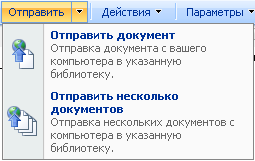 Отправить Действия Параметры
Отправить документ
Отправка документа с вашего
компьютера в указанную
библиотеку.
Отправить несколько
документов
Отправка нескольких документов с
компьютера в указанную
библиотеку.